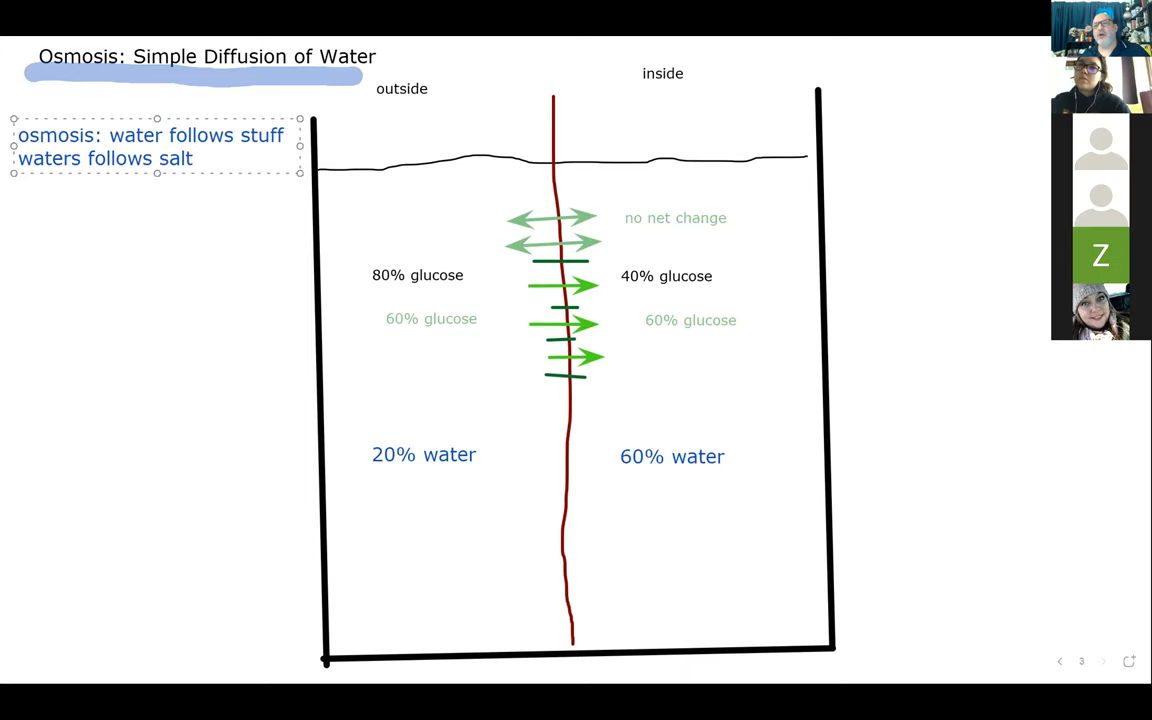 Osmosis: Simple Diffusion of Water
outside
inside
osmosis: water follows stuff
waters follows salt
no net change
80% glucose
40% glucose
60% glucose
60% glucose
20% water
60% water
Z
3